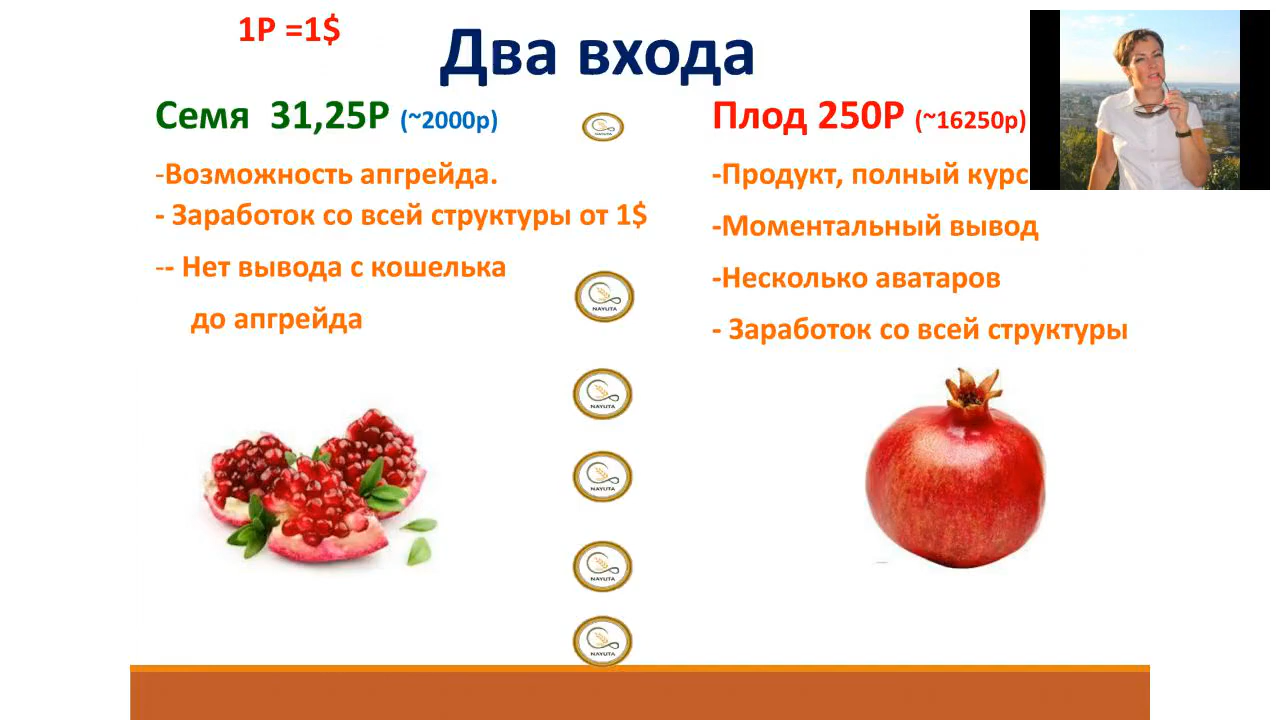 1Р =1$
Два входа
Семя 31,25Р (~2000р)
-Возможность апгрейда.
- Заработок со всей структуры от 1$
-- Нет вывода с кошелька
до апгрейда
NAYUTA
NAYUTA
NAYUTA
NAYUTA
NAYUTA
NAYUTA
Плод 250Р (~16250р)
-Продукт, полный курс
-Моментальный вывод
-Несколько аватаров
- Заработок со всей структуры